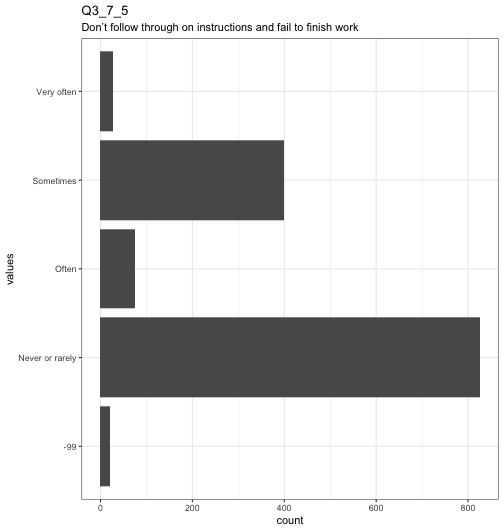 Q3_7_5
Don't follow through on instructions and fail to finish work
Very often
Sometimes
Often
Never or rarely
-99
values
0 200 400 600 800
count